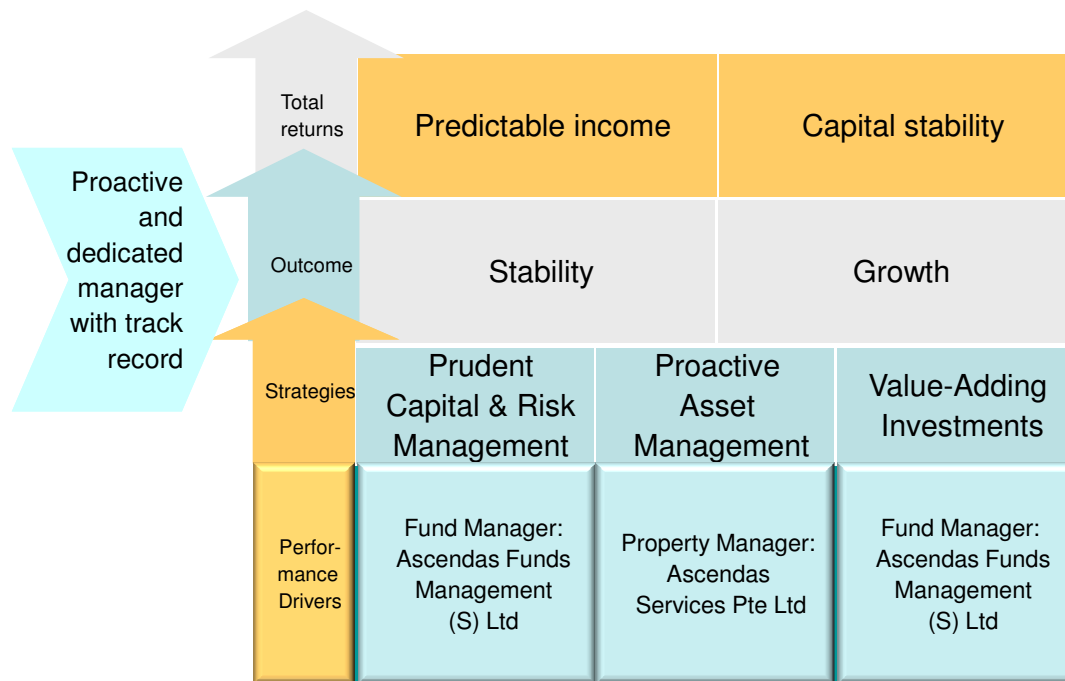 Total
returns
Predictable income
Capital stability
Proactive
and
dedicated
manager
with track
record
Outcome
Stability
Growth
Strategies
Prudent
Capital & Risk
Management
Proactive
Asset
Management
Value-Adding
Investments
Perfor-
mance
Drivers
Fund Manager:
Ascendas Funds
Management
(S) Ltd
Property Manager:
Ascendas
Services Pte Ltd
Fund Manager:
Ascendas Funds
Management
(S) Ltd